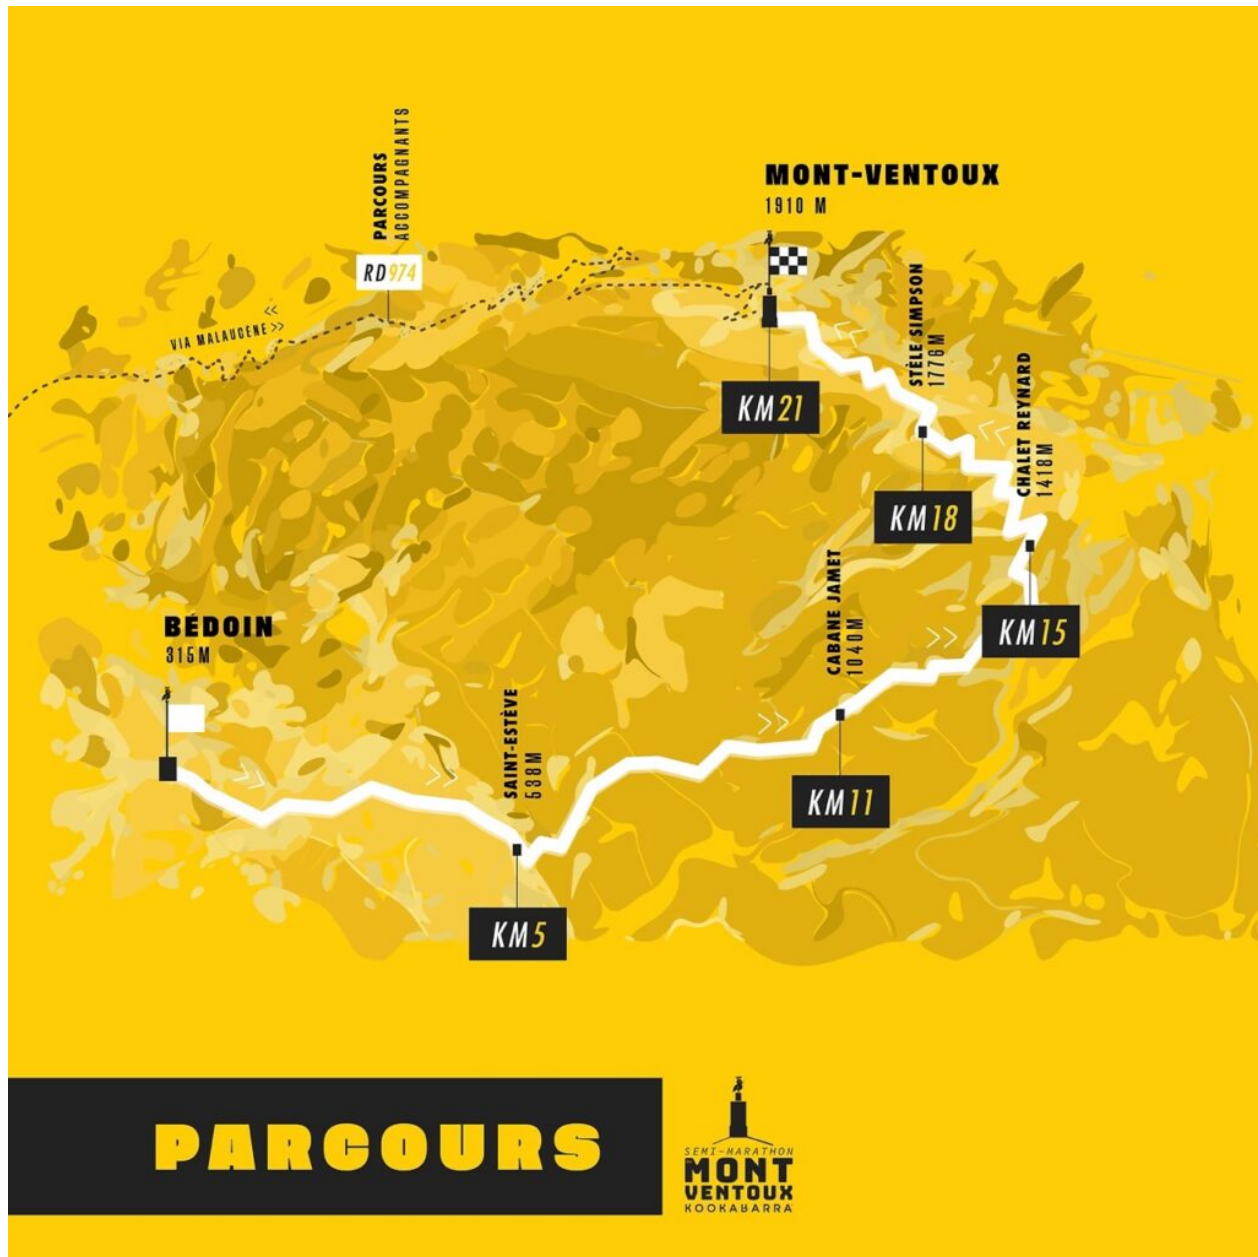 PARCOURS
ACCOMPAGNANTS
RD974
VIA MALAUCÈNE
MONT-VENTOUX
1910 M
KM21
STÈLE SIMPSON
1776M
KM18
CHALET REYNARD
1418M
KM15
CABANE JAMET
1040M
KM11
BÉDOIN
315M
SAINT-ESTÈVE
538M
KM5
PARCOURS
SEMI-MARATHON
MONT
VENTOUX
KOOKABARRA